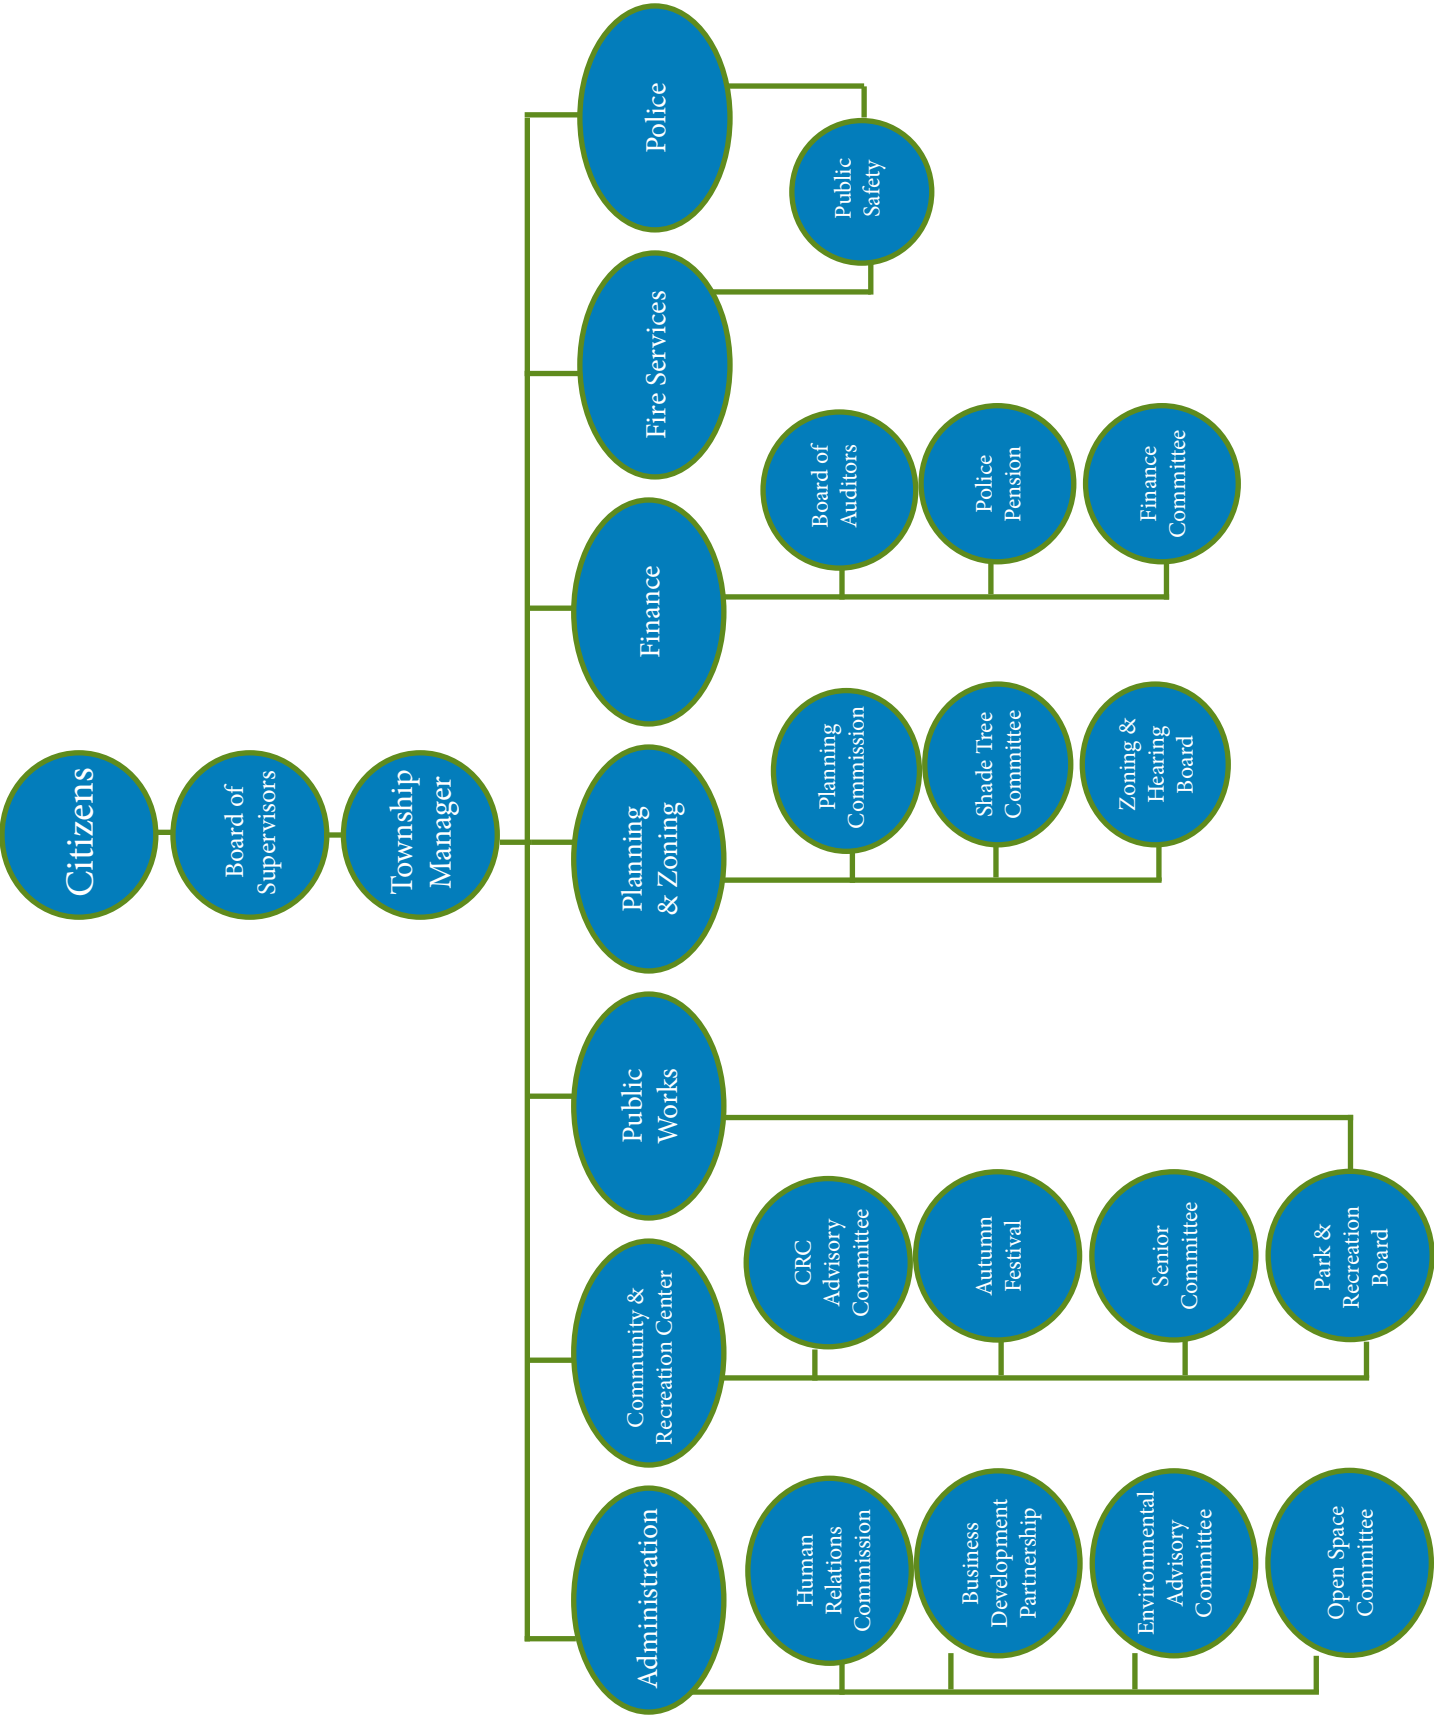 Citizens
Board of
Supervisors
Township
Manager
Administration
Community &
Recreation Center
Public
Works
Planning
& Zoning
Finance
Fire Services
Police
Human
Relations
Commission
Business
Development
Partnership
Environmental
Advisory
Committee
Open Space
Committee
CRC
Advisory
Committee
Autumn
Festival
Senior
Committee
Park &
Recreation
Board
Planning
Commission
Shade Tree
Committee
Zoning &
Hearing
Board
Board of
Auditors
Police
Pension
Finance
Committee
Public
Safety